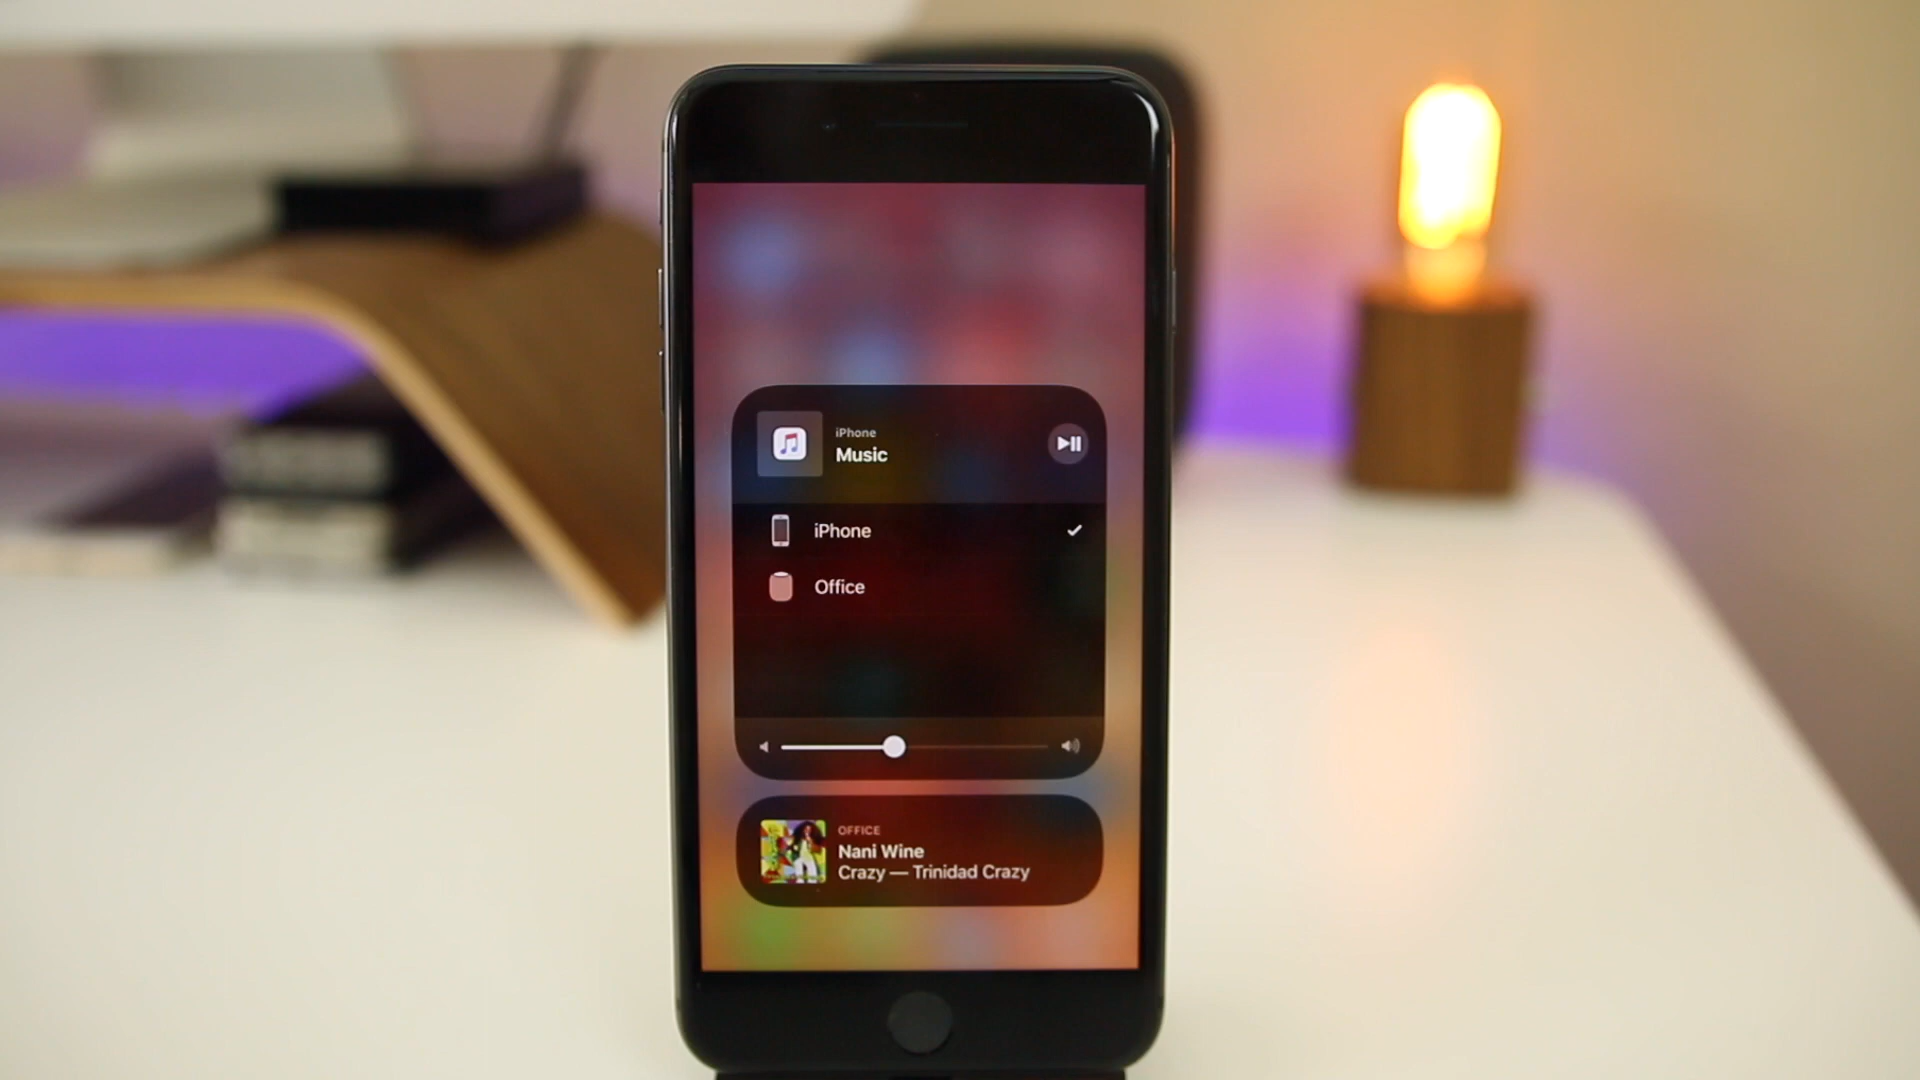 iPhone
Music
iPhone
Office
OFFICE
Nani Wine
Crazy — Trinidad Crazy